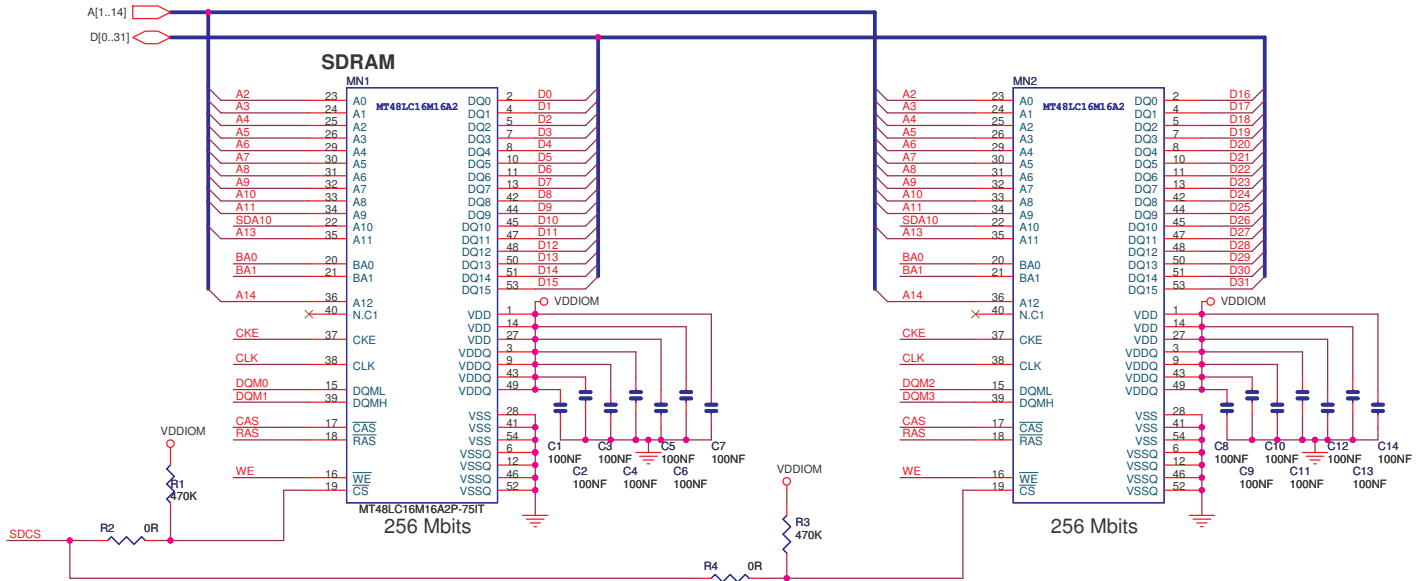 A[1..14]
D[0..31]
SDRAM
MN1 MN2
MT48LC16M16A2 MT48LC16M16A2
A2 23 A0 DQ0 2 D0 A2 23 A0 DQ0 2 D16
A3 24 A1 DQ1 4 D1 A3 24 A1 DQ1 4 D17
A4 25 A2 DQ2 5 D2 A4 25 A2 DQ2 5 D18
A5 26 A3 DQ3 7 D3 A5 26 A3 DQ3 7 D19
A6 29 A4 DQ4 8 D4 A6 29 A4 DQ4 8 D20
A7 30 A5 DQ5 10 D5 A7 30 A5 DQ5 10 D21
A8 31 A6 DQ6 11 D6 A8 31 A6 DQ6 11 D22
A9 32 A7 DQ7 13 D7 A9 32 A7 DQ7 13 D23
A10 33 A8 DQ8 42 D8 A10 33 A8 DQ8 42 D24
A11 34 A9 DQ9 44 D9 A11 34 A9 DQ9 44 D25
SDA10 22 A10 DQ10 45 D10 SDA10 22 A10 DQ10 45 D26
A13 35 A11 DQ11 47 D11 A13 35 A11 DQ11 47 D27
DQ12 48 D12 DQ12 48 D28
BA0 20 BA0 DQ13 50 D13 BA0 20 BA0 DQ13 50 D29
BA1 21 BA1 DQ14 51 D14 BA1 21 BA1 DQ14 51 D30
DQ15 53 D15 DQ15 53 D31
A14 36 A12 VDDIOM A14 36 A12 VDDIOM
40 N.C1 VDD 1 40 N.C1 VDD 1
VDD 14 VDD 14
CKE 37 CKE VDD 27 CKE 37 CKE VDD 27
VDDQ 3 VDDQ 3
CLK 38 CLK VDDQ 9 CLK 38 CLK VDDQ 9
VDDQ 43 VDDQ 43
DQM0 15 DQML VDDQ 49 DQM2 15 DQML VDDQ 49
DQM1 39 DQMH DQM3 39 DQMH
VSS 28 VSS 28
CAS 17 CAS VSS 41 CAS 17 CAS VSS 41
RAS 18 RAS VSS 54 RAS 18 RAS VSS 54
VSSQ 6 VSSQ 6
VSSQ 12 VSSQ 12
WE 16 WE VSSQ 46 WE 16 WE VSSQ 46
19 CS VSSQ 52 19 CS VSSQ 52
C1 C3 C5 C7 C8 C10 C12 C14
100NF 100NF 100NF 100NF 100NF 100NF 100NF 100NF
C2 C4 C6 C9 C11 C13
100NF 100NF 100NF 100NF 100NF 100NF
VDDIOM
R1
470K
MT48LC16M16A2P-75IT
256 Mbits 256 Mbits
VDDIOM
R3
470K
SDCS
R2 0R
R4 0R